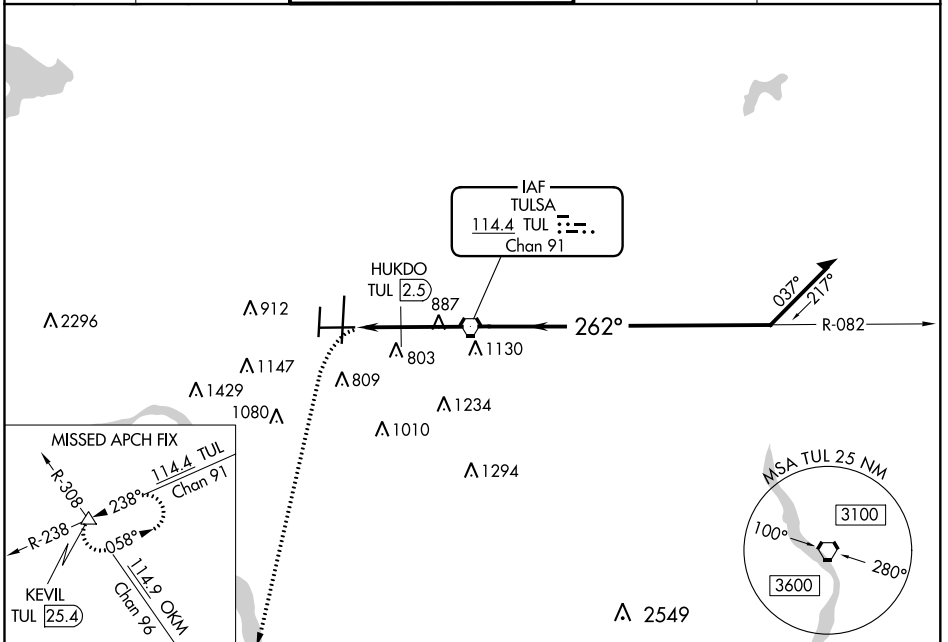 IAF
TULSA
114.4 TUL
Chan 91
HUKDO
TUL 2.5
887
037°
217°
2296
912
262°
R-082
803
1130
1147
809
1429
1234
1080
1010
1294
MISSED APCH FIX
R-308
114.4 TUL
Chan 91
238°
R-238
058°
114.9 OKM
Chan 96
KEVIL
TUL 25.4
MSA TUL 25 NM
3100
100°
280°
3600
2549